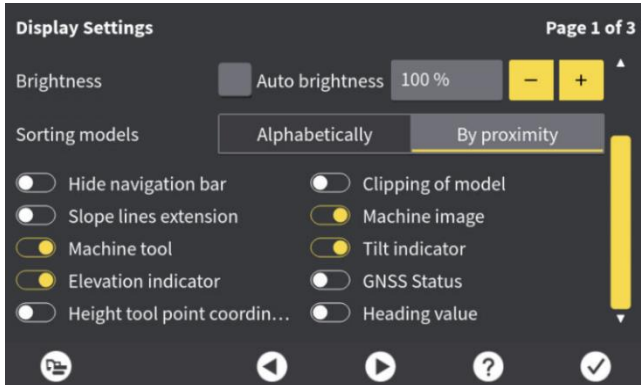 Display Settings Page 1 of 3
Brightness Auto brightness 100 % − +
Sorting models Alphabetically By proximity
Hide navigation bar Clipping of model
Slope lines extension Machine image
Machine tool Tilt indicator
Elevation indicator GNSS Status
Height tool point coordin... Heading value
?